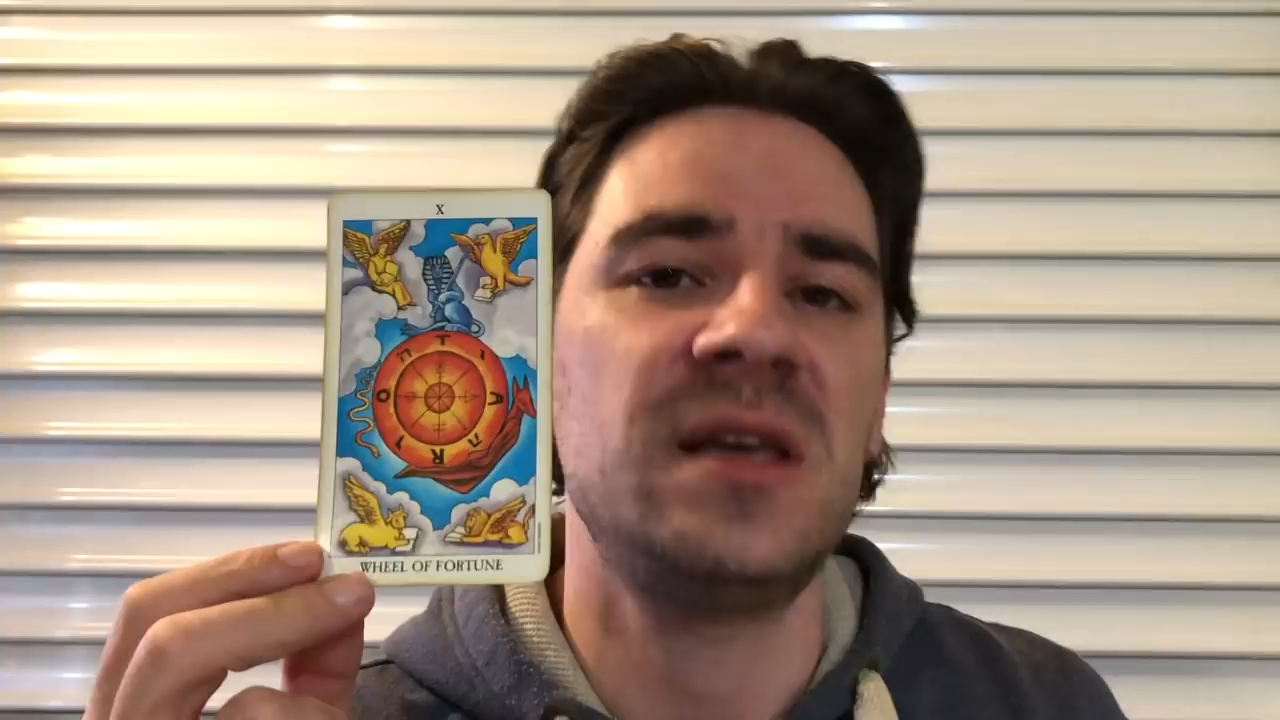 X
T י A ה R ו O ה
WHEEL OF FORTUNE